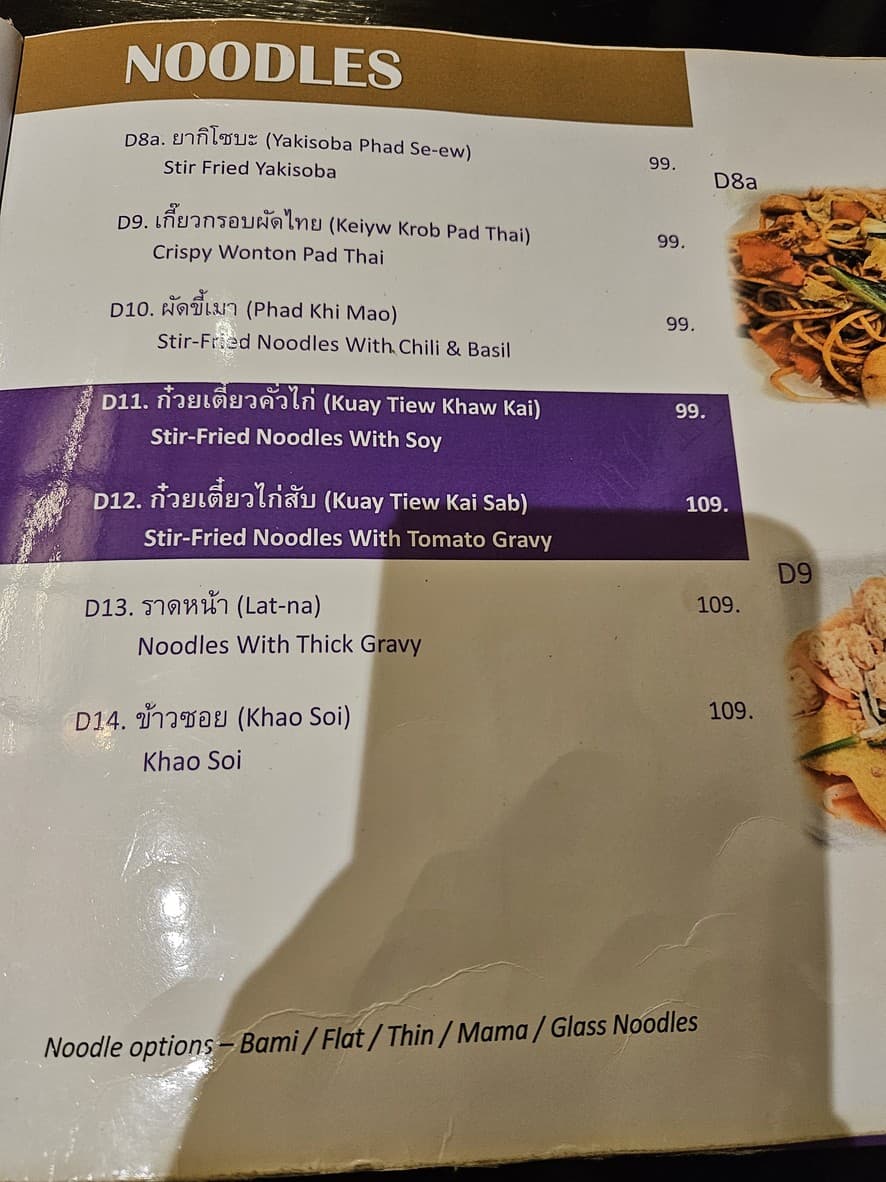 NOODLES
D8a. ยากิโซบะ (Yakisoba Phad Se-ew) 99.
Stir Fried Yakisoba
D8a
D9. เกี๊ยวกรอบผัดไทย (Keiyw Krob Pad Thai) 99.
Crispy Wonton Pad Thai
D10. ผัดขี้เมา (Phad Khi Mao) 99.
Stir-Fried Noodles With Chili & Basil
D11. ก๋วยเตี๋ยวคั่วไก่ (Kuay Tiew Khaw Kai) 99.
Stir-Fried Noodles With Soy
D12. ก๋วยเตี๋ยวไก่สับ (Kuay Tiew Kai Sab) 109.
Stir-Fried Noodles With Tomato Gravy
D9
D13. ราดหน้า (Lat-na) 109.
Noodles With Thick Gravy
D14. ข้าวซอย (Khao Soi) 109.
Khao Soi
Noodle options – Bami / Flat / Thin / Mama / Glass Noodles